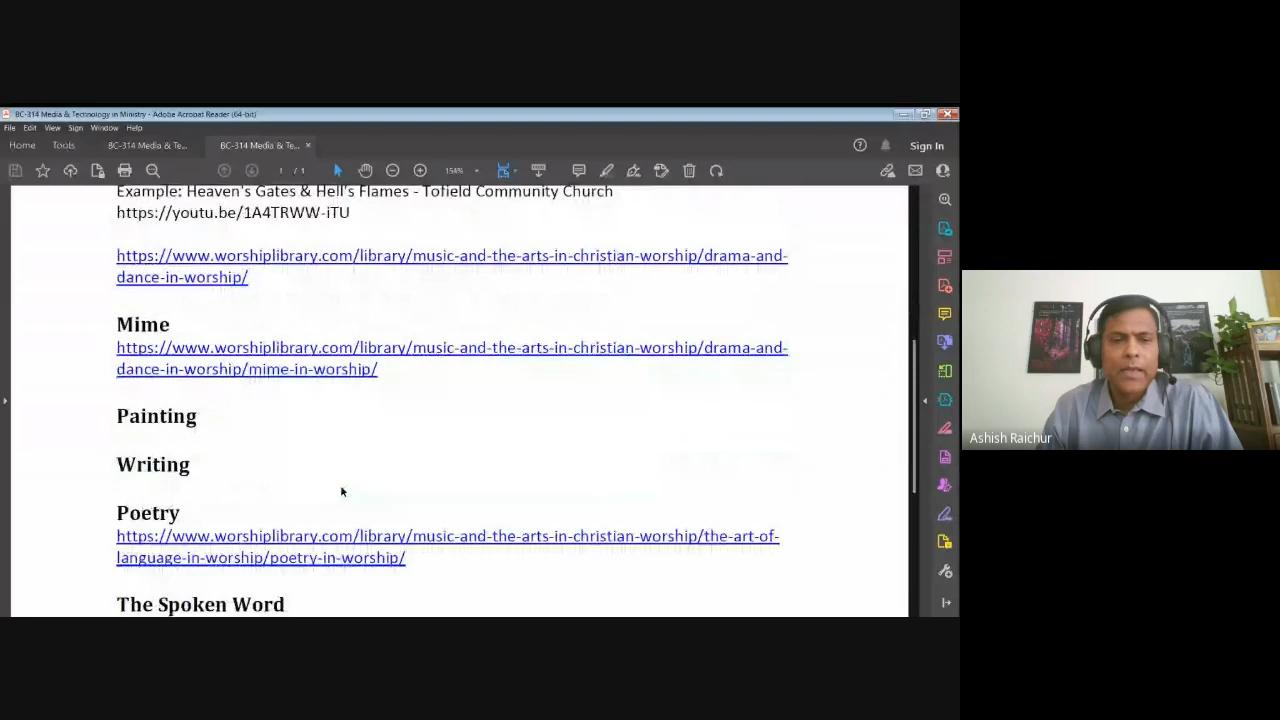 BC-314 Media & Technology in Ministry - Adobe Acrobat Reader (64-bit)
File Edit View Sign Window Help
Home Tools BC-314 Media & Te... BC-314 Media & Te... × Sign In
1 / 1 154%
Example: Heaven's Gates & Hell's Flames - Tofield Community Church
https://youtu.be/1A4TRWW-iTU
https://www.worshiplibrary.com/library/music-and-the-arts-in-christian-worship/drama-and-
dance-in-worship/
Mime
https://www.worshiplibrary.com/library/music-and-the-arts-in-christian-worship/drama-and-
dance-in-worship/mime-in-worship/
Painting
Writing
Poetry
https://www.worshiplibrary.com/library/music-and-the-arts-in-christian-worship/the-art-of-
language-in-worship/poetry-in-worship/
The Spoken Word
Ashish Raichur